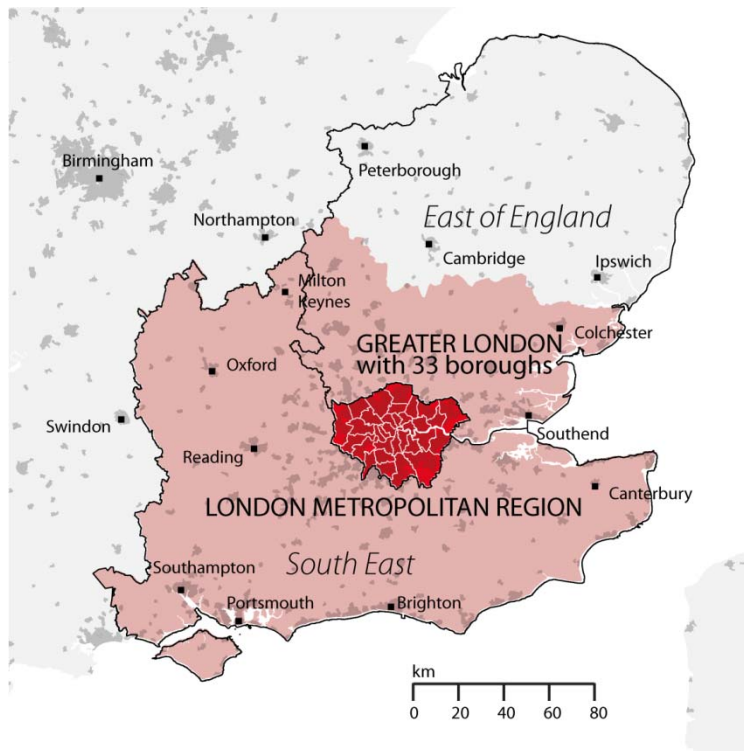 Birmingham
Peterborough
East of England
Northampton
Cambridge
Ipswich
Milton
Keynes
Colchester
GREATER LONDON
with 33 boroughs
Oxford
Swindon
Southend
Reading
Canterbury
LONDON METROPOLITAN REGION
South East
Southampton
Portsmouth
Brighton
km
0 20 40 60 80